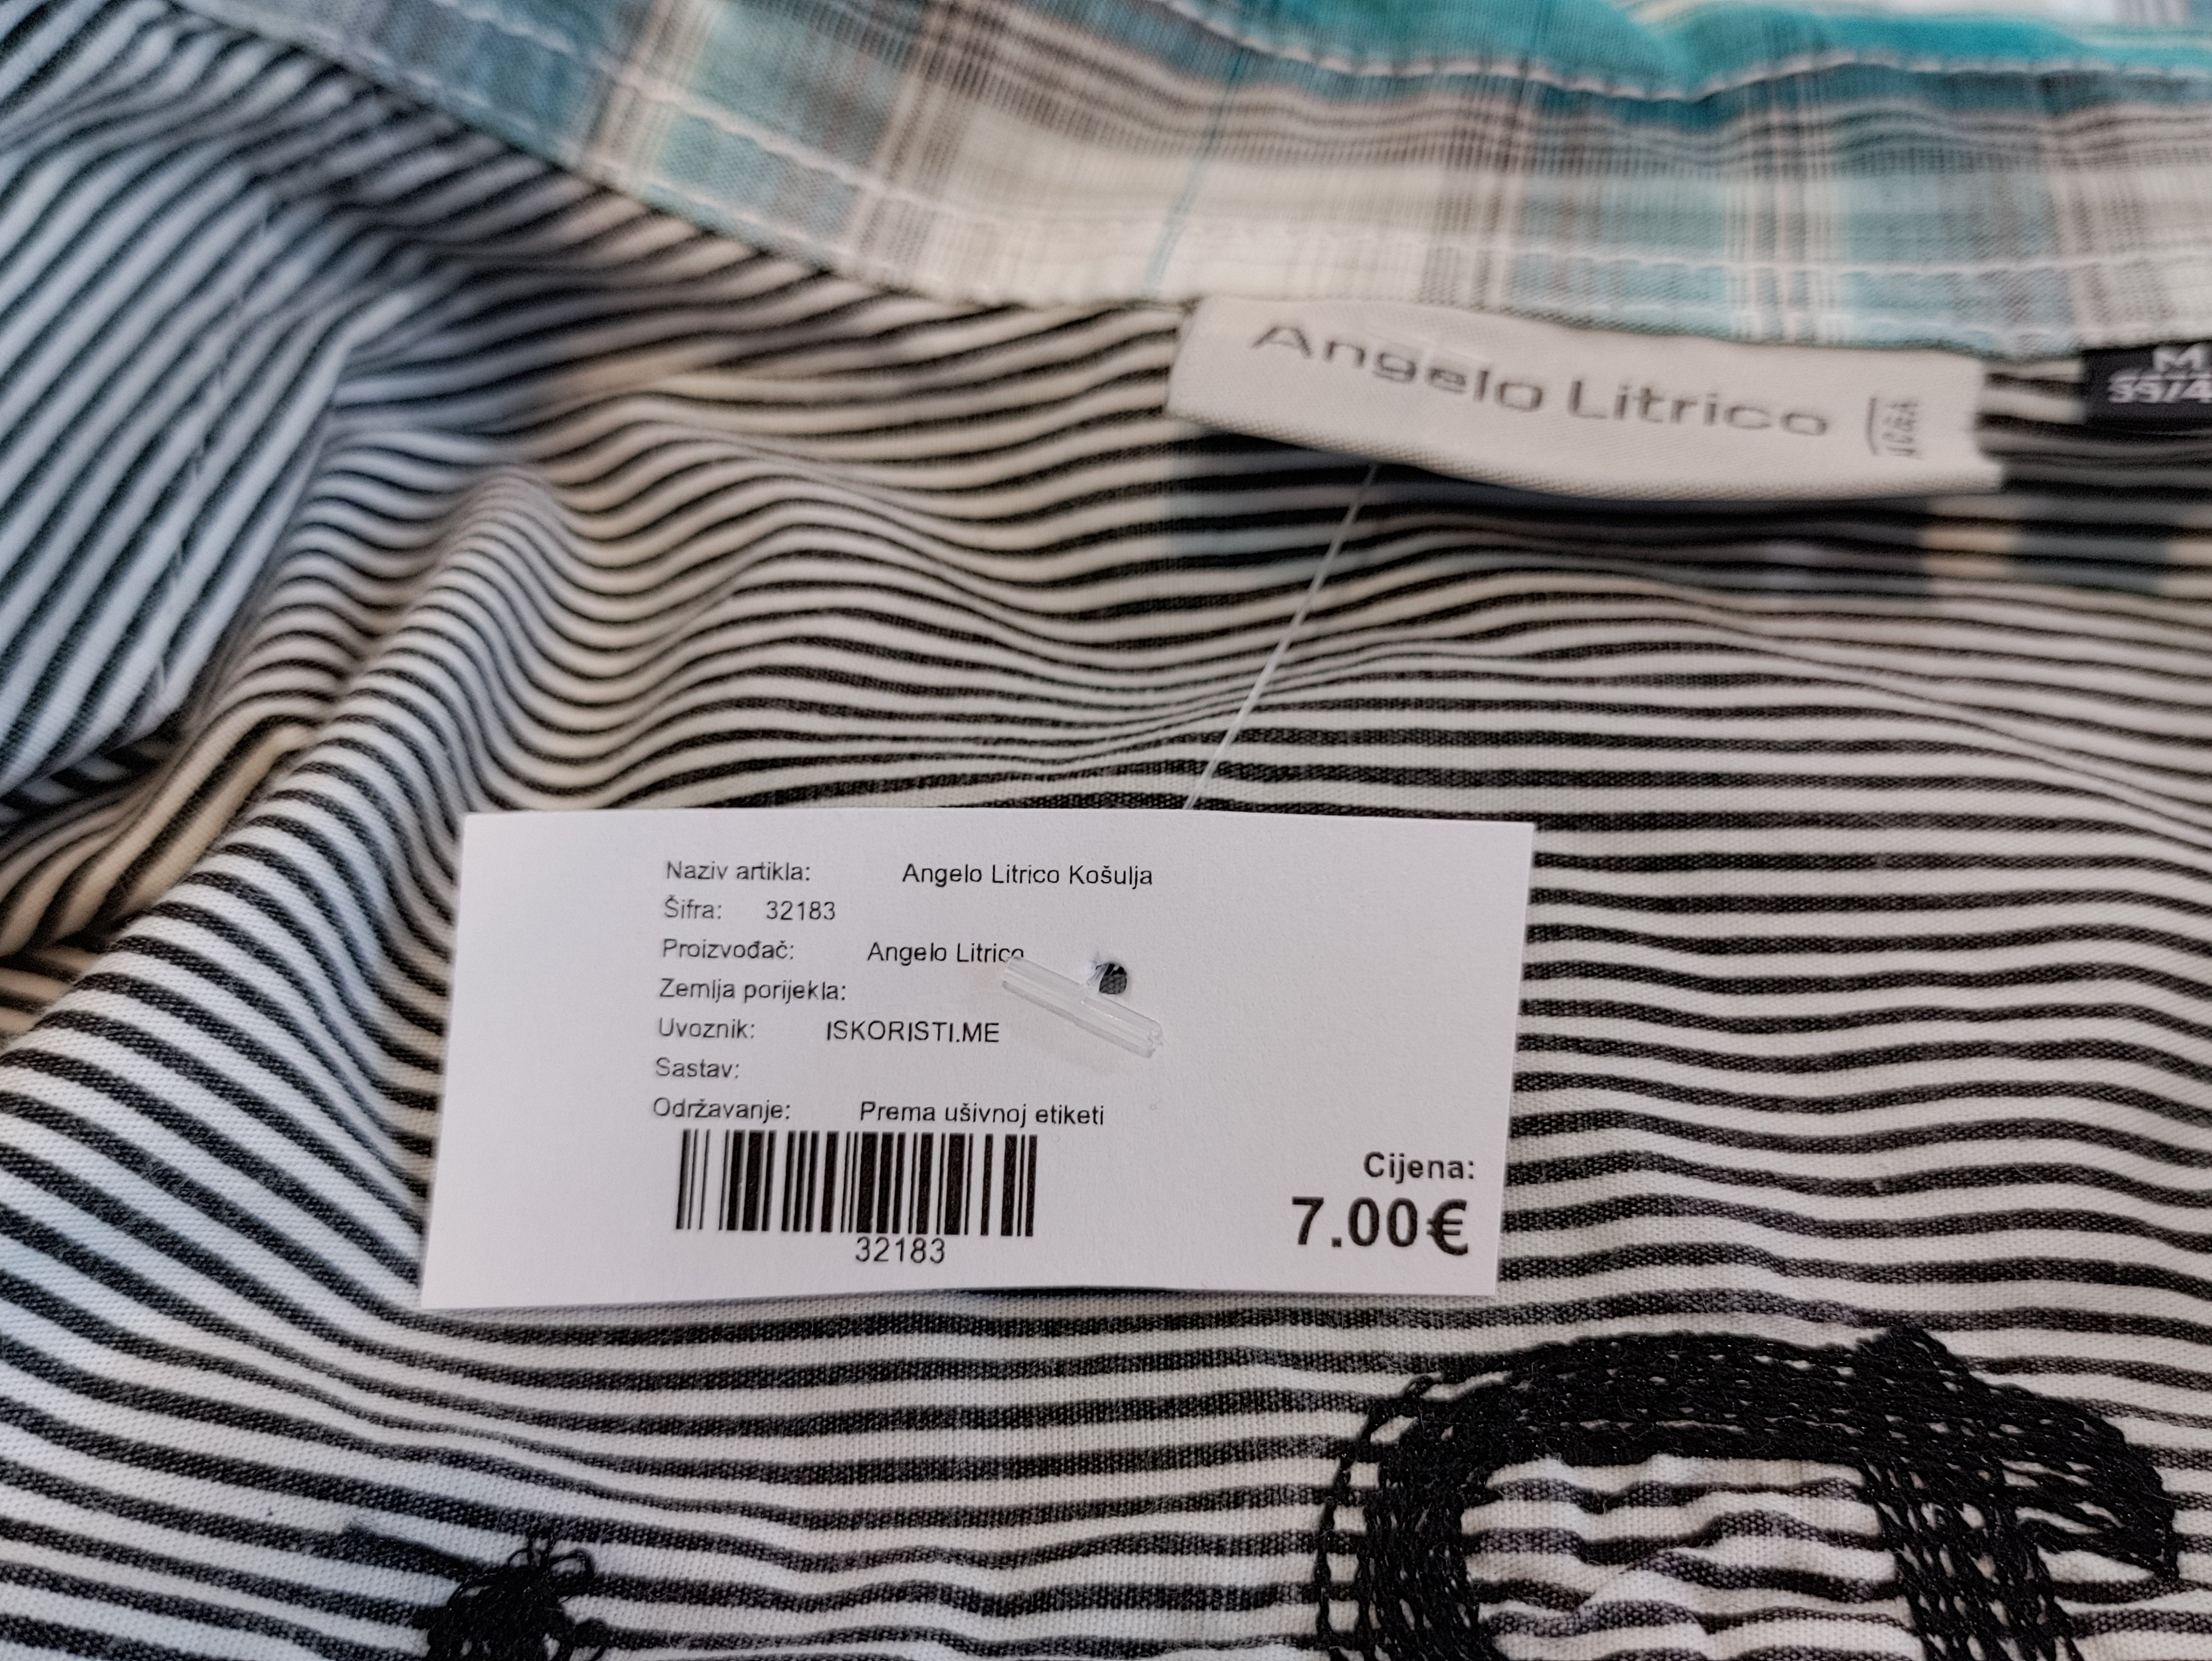 Angelo Litrico
M
Naziv artikla: Angelo Litrico Košulja
Šifra: 32183
Proizvođač: Angelo Litrico
Zemlja porijekla:
Uvoznik: ISKORISTI.ME
Sastav:
Održavanje: Prema ušivnoj etiketi
32183
Cijena:
7.00€